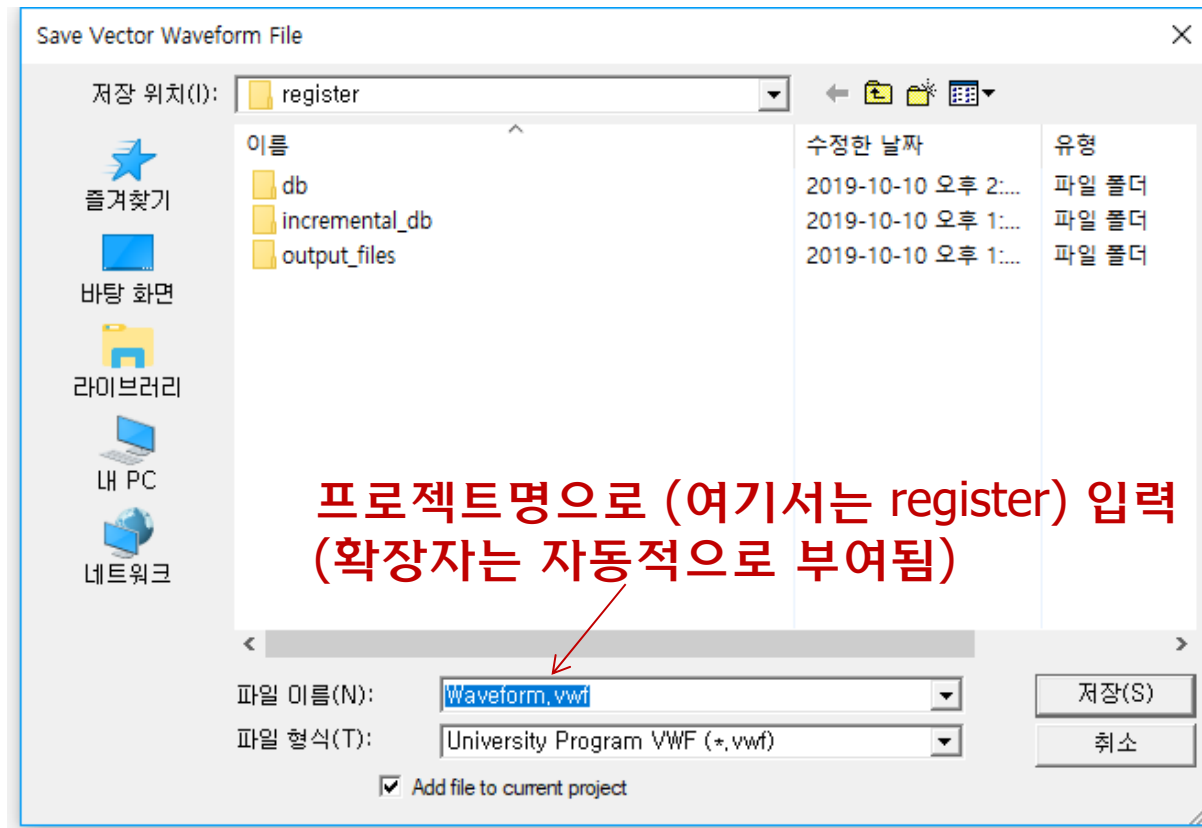 Save Vector Waveform File
저장 위치(I): register
이름 수정한 날짜 유형
db 2019-10-10 오후 2:... 파일 폴더
incremental_db 2019-10-10 오후 1:... 파일 폴더
output_files 2019-10-10 오후 1:... 파일 폴더
즐겨찾기
바탕 화면
라이브러리
내 PC
네트워크
프로젝트명으로 (여기서는 register) 입력
(확장자는 자동적으로 부여됨)
파일 이름(N): Waveform.vwf 저장(S)
파일 형식(T): University Program VWF (*.vwf) 취소
Add file to current project